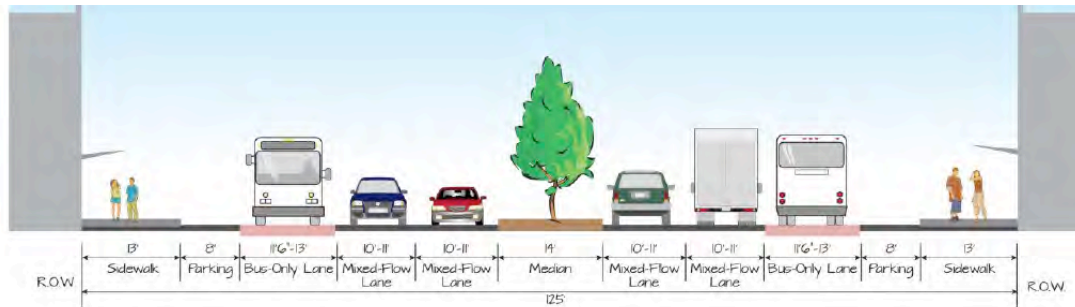 13' 8' 11'6"-13' 10'-11' 10'-11' 14' 10'-11' 10'-11' 11'6"-13' 8' 13'
Sidewalk Parking Bus-Only Lane Mixed-Flow Lane Mixed-Flow Lane Median Mixed-Flow Lane Mixed-Flow Lane Bus-Only Lane Parking Sidewalk
R.O.W R.O.W.
125'